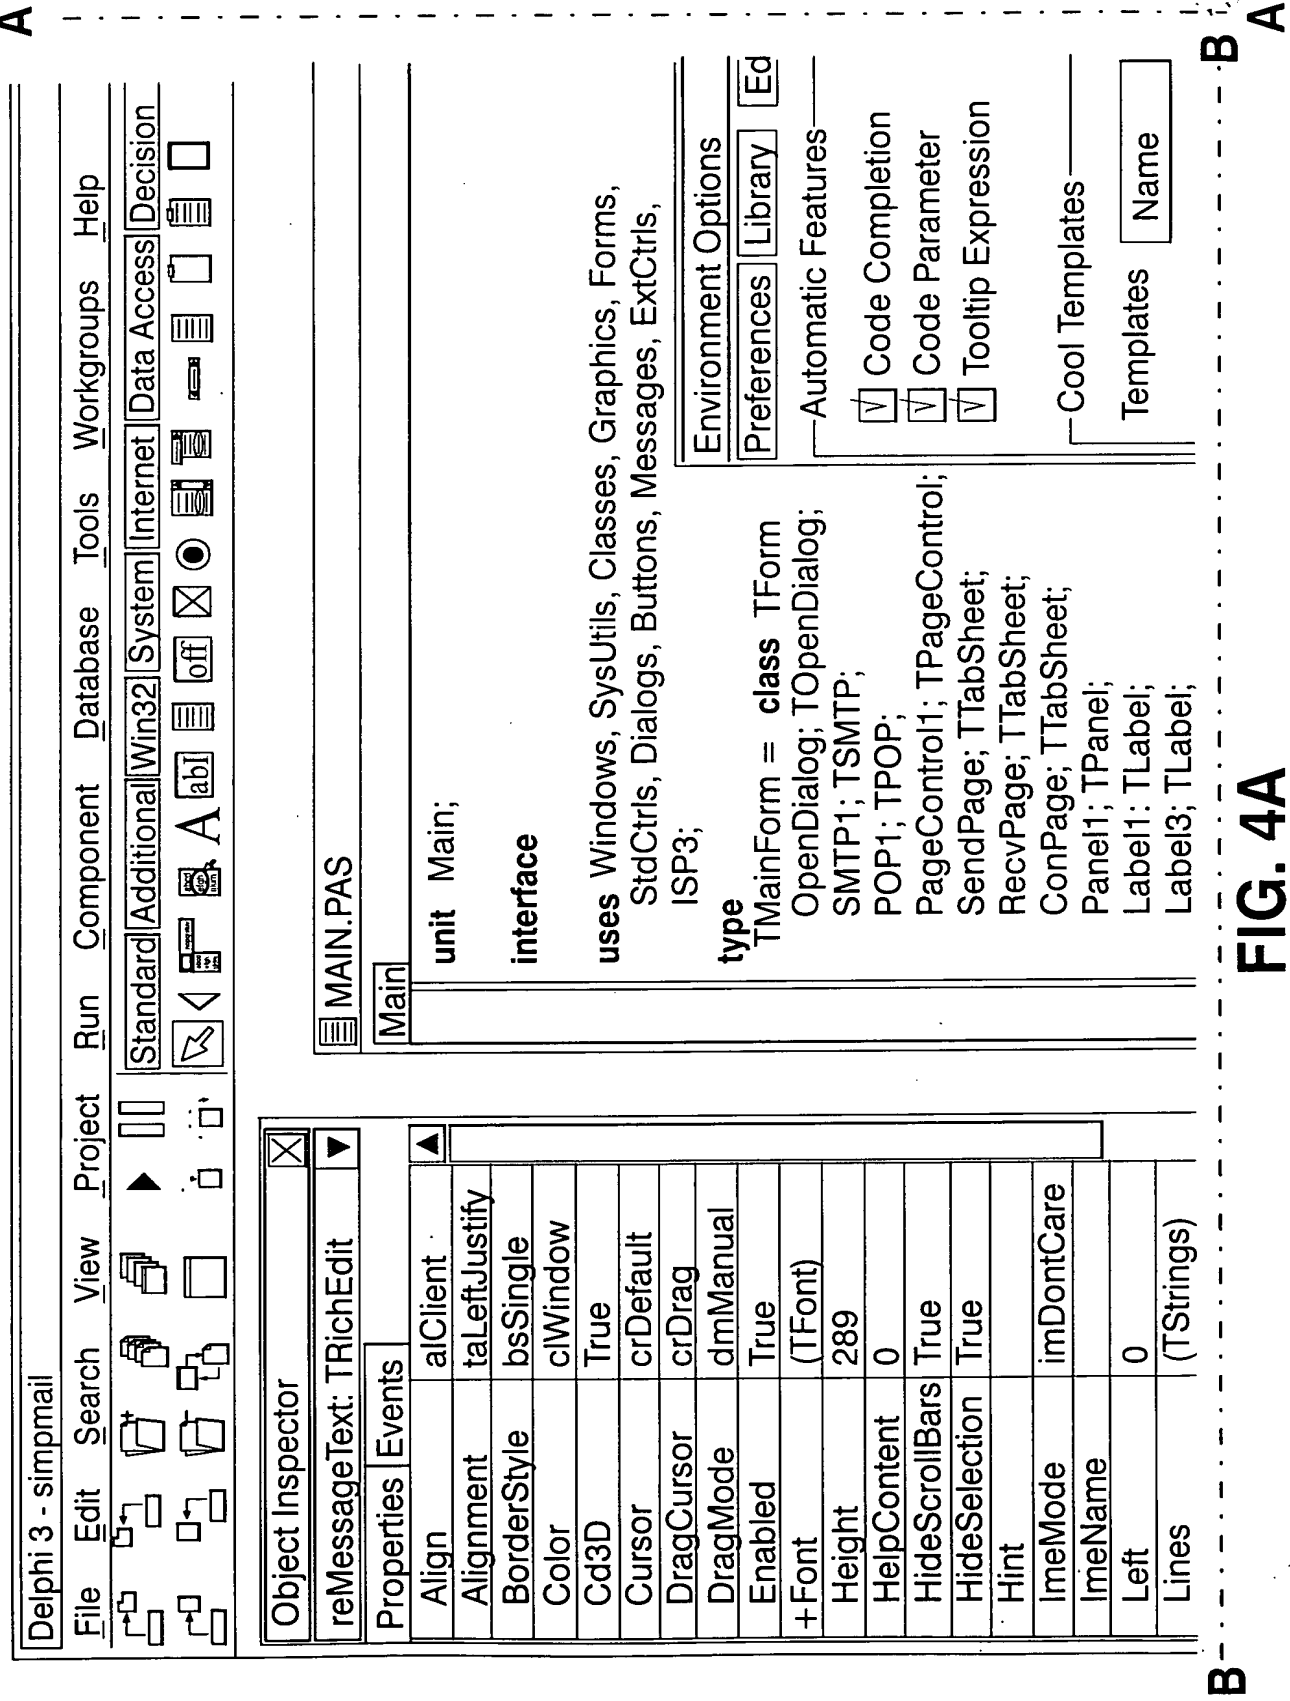 A
Delphi 3 - simpmail
File Edit Search View Project Run Component Database Tools Workgroups Help
Standard Additional Win32 System Internet Data Access Decision
A abI off
Object Inspector
reMessageText: TRichEdit
Properties Events
Align alClient
Alignment taLeftJustify
BorderStyle bsSingle
Color clWindow
Cd3D True
Cursor crDefault
DragCursor crDrag
DragMode dmManual
Enabled True
+Font (TFont)
Height 289
HelpContent 0
HideScrollBars True
HideSelection True
Hint
ImeMode imDontCare
ImeName
Left 0
Lines (TStrings)
MAIN.PAS
Main
unit Main;
interface
uses Windows, SysUtils, Classes, Graphics, Forms,
StdCtrls, Dialogs, Buttons, Messages, ExtCtrls,
ISP3;
type
TMainForm = class TForm
OpenDialog; TOpenDialog;
SMTP1; TSMTP;
POP1; TPOP;
PageControl1; TPageControl;
SendPage; TTabSheet;
RecvPage; TTabSheet;
ConPage; TTabSheet;
Panel1; TPanel;
Label1: TLabel;
Label3; TLabel;
Environment Options
Preferences Library Ed
Automatic Features
Code Completion
Code Parameter
Tooltip Expression
Cool Templates
Templates Name
B B
A
FIG. 4A